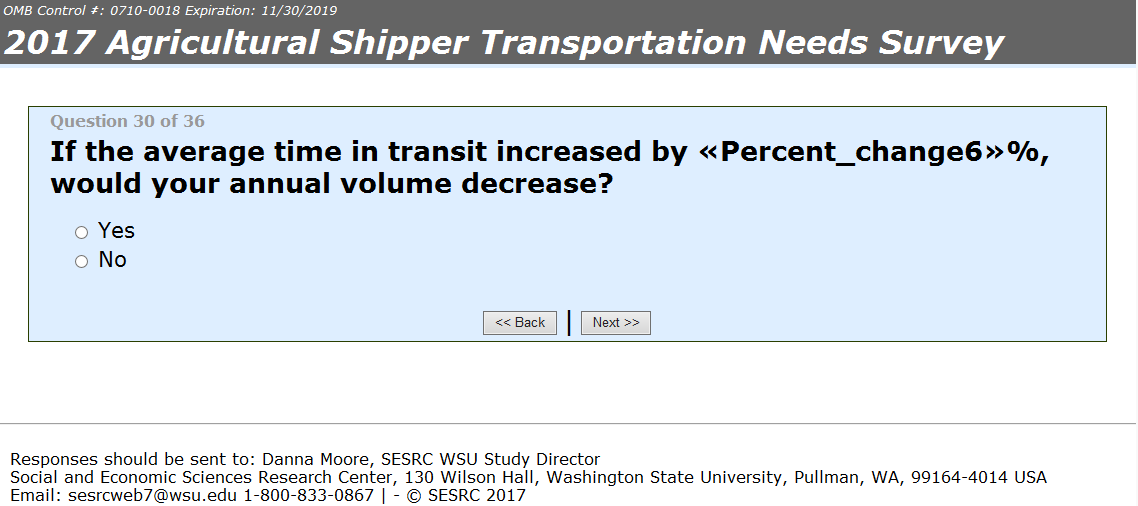 OMB Control #: 0710-0018 Expiration: 11/30/2019
2017 Agricultural Shipper Transportation Needs Survey
Question 30 of 36
If the average time in transit increased by «Percent_change6»%,
would your annual volume decrease?
Yes
No
<< Back | Next >>
Responses should be sent to: Danna Moore, SESRC WSU Study Director
Social and Economic Sciences Research Center, 130 Wilson Hall, Washington State University, Pullman, WA, 99164-4014 USA
Email: sesrcweb7@wsu.edu 1-800-833-0867 | - © SESRC 2017